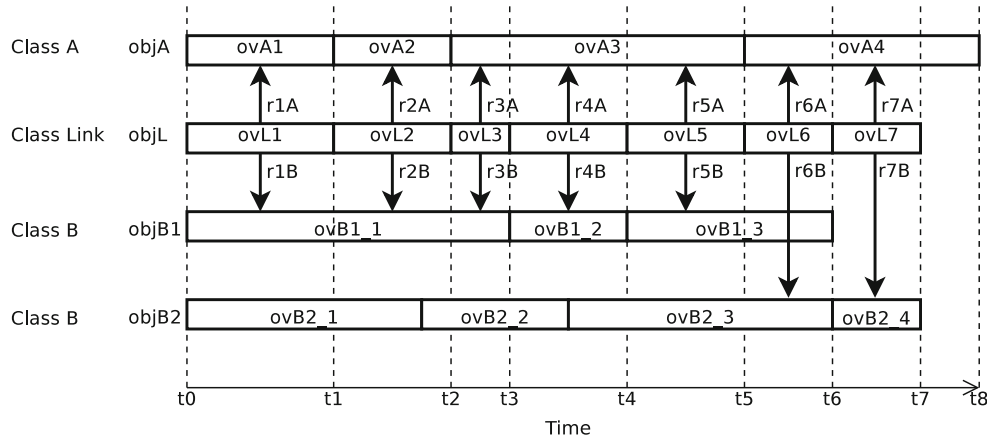 Class A objA ovA1 ovA2 ovA3 ovA4
r1A r2A r3A r4A r5A r6A r7A
Class Link objL ovL1 ovL2 ovL3 ovL4 ovL5 ovL6 ovL7
r1B r2B r3B r4B r5B r6B r7B
Class B objB1 ovB1_1 ovB1_2 ovB1_3
Class B objB2 ovB2_1 ovB2_2 ovB2_3 ovB2_4
t0 t1 t2 t3 t4 t5 t6 t7 t8
Time